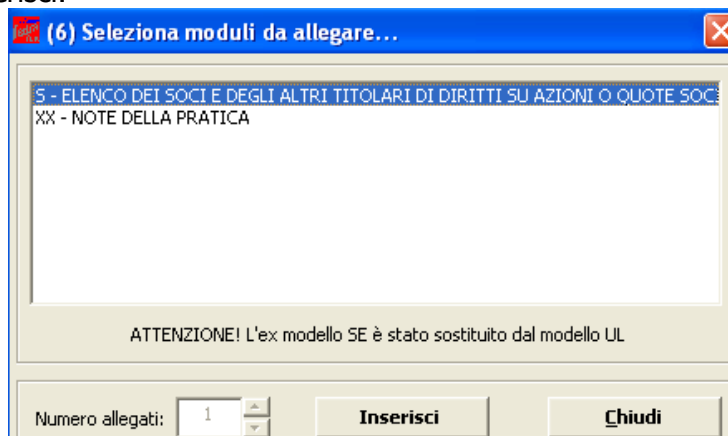 (6) Seleziona moduli da allegare...
S - ELENCO DEI SOCI E DEGLI ALTRI TITOLARI DI DIRITTI SU AZIONI O QUOTE SOCI
XX - NOTE DELLA PRATICA
ATTENZIONE! L'ex modello SE è stato sostituito dal modello UL
Numero allegati: 1 Inserisci Chiudi